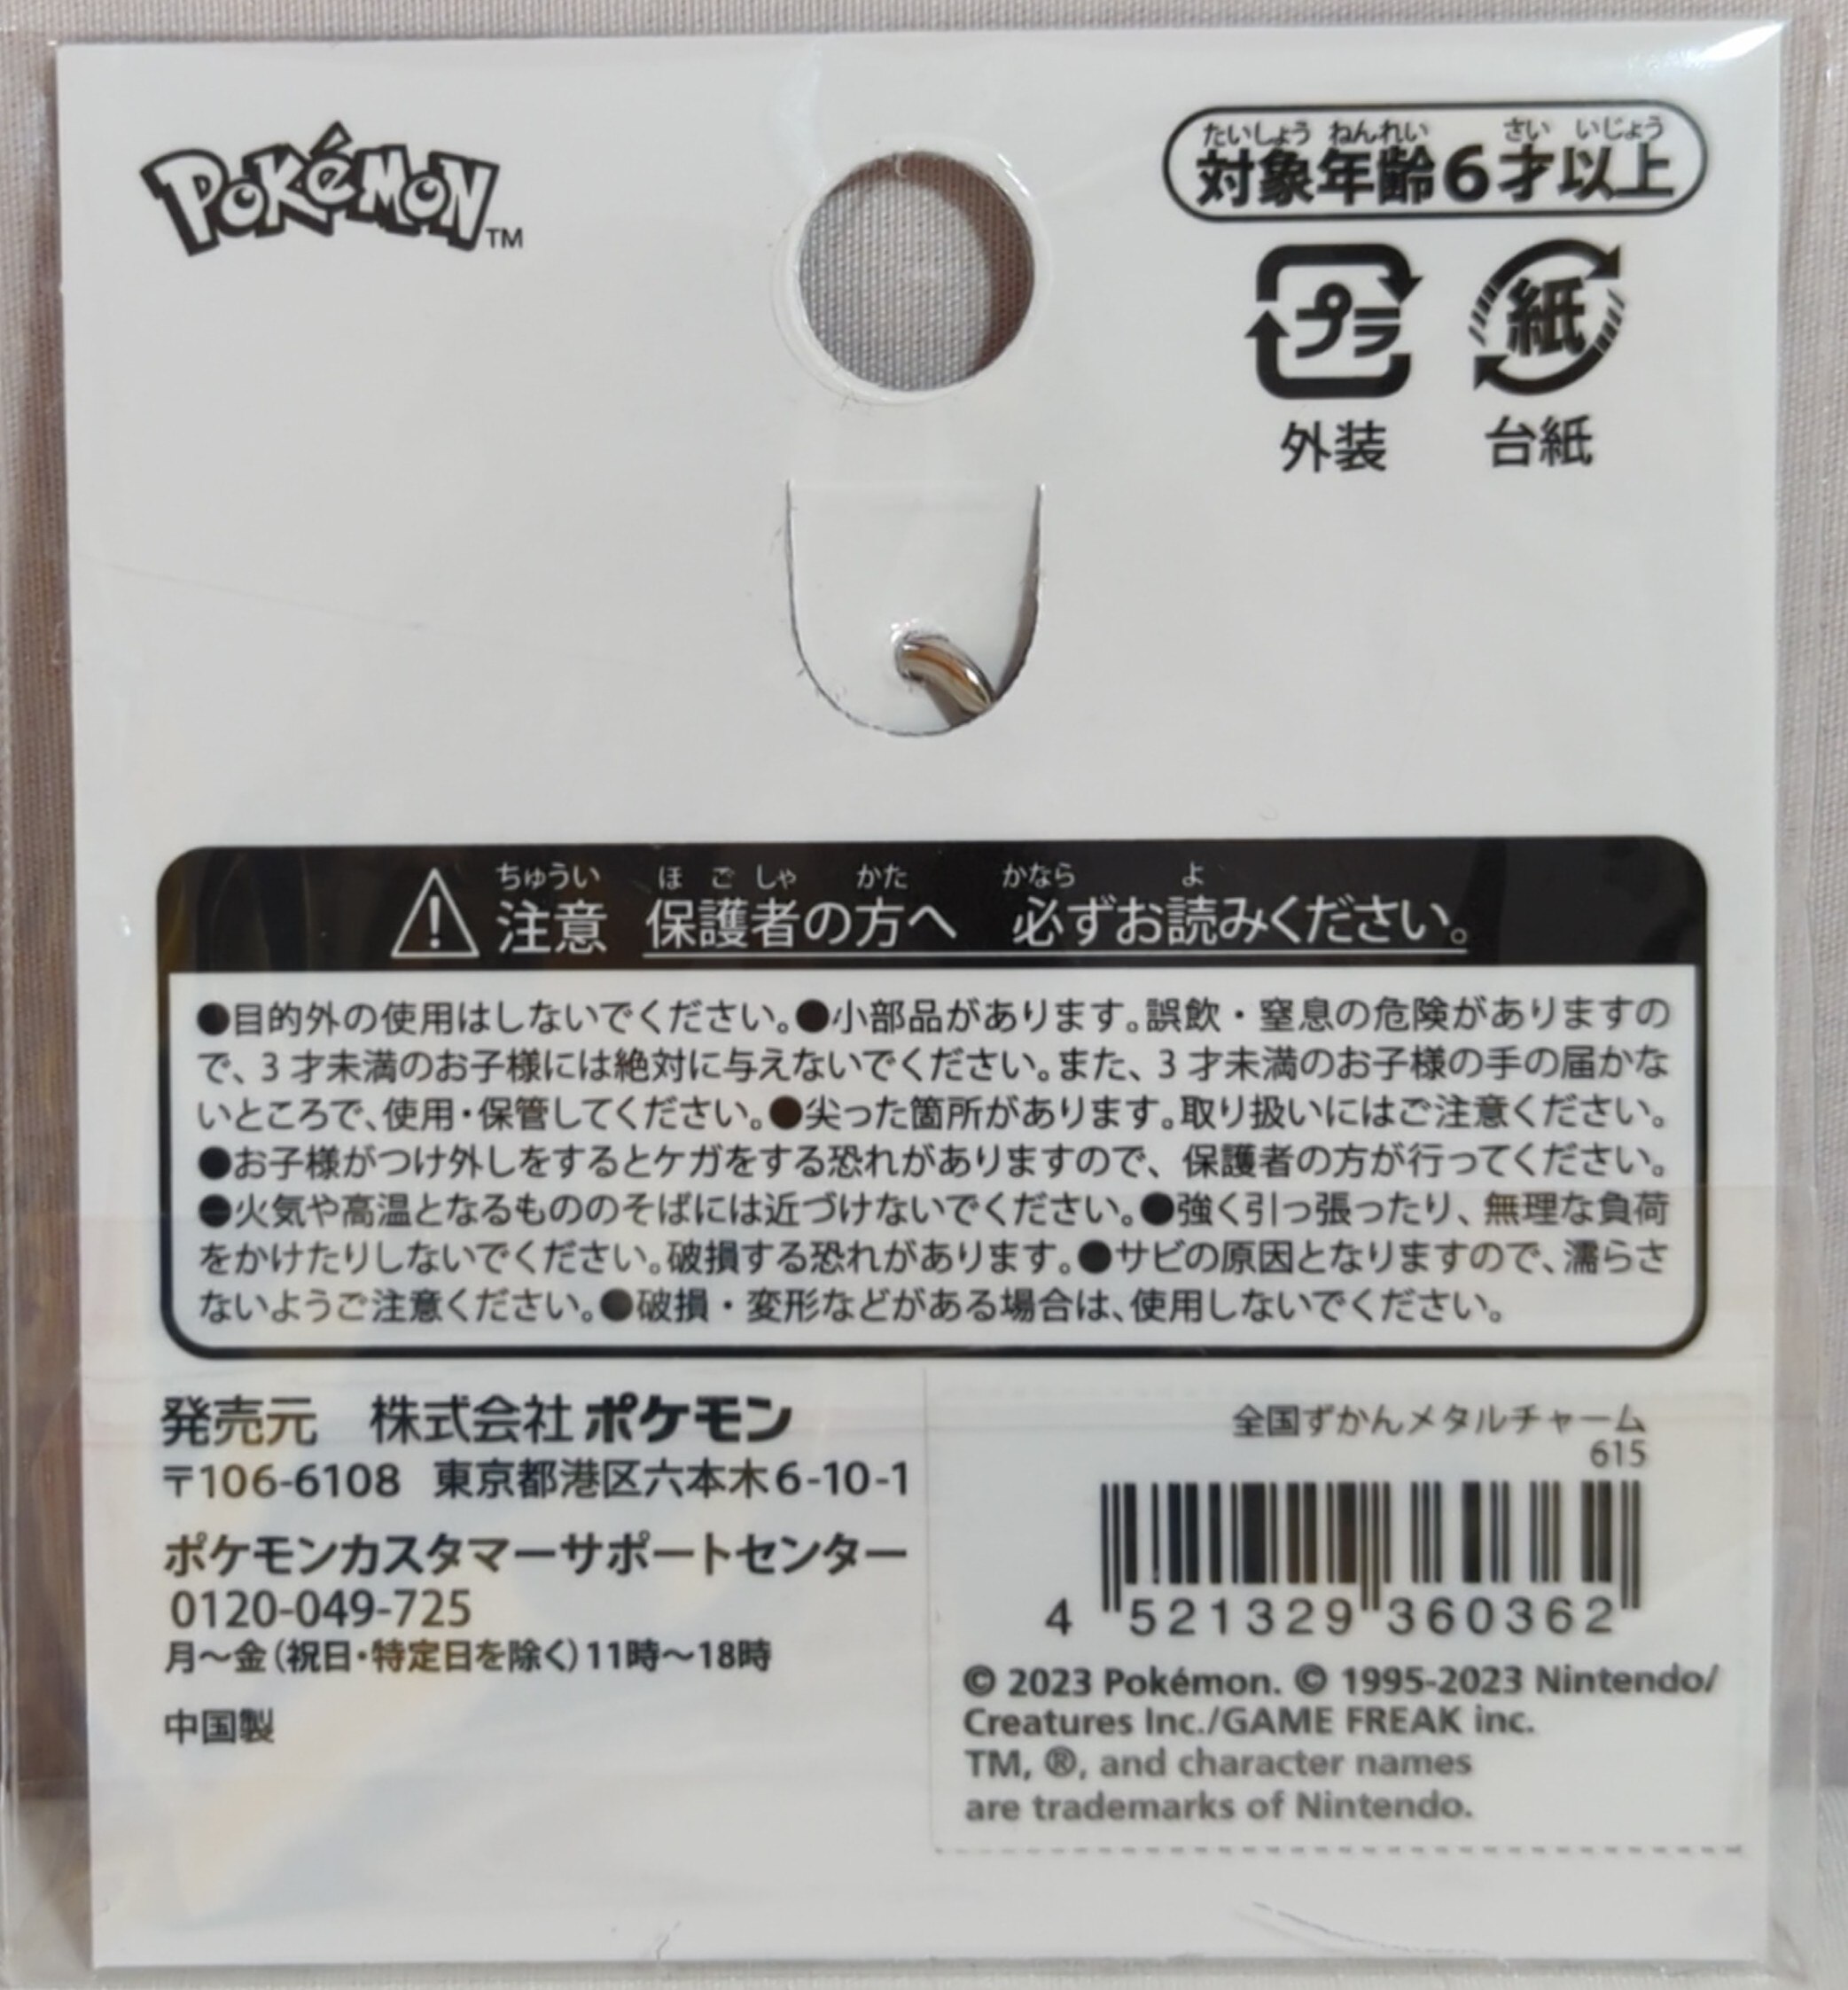 POKéMON™
たいしょう ねんれい さい いじょう
対象年齢6才以上
プラ 紙
外装 台紙
ちゅうい ほ ご しゃ かた かなら よ
注意 保護者の方へ 必ずお読みください。
●目的外の使用はしないでください。●小部品があります。誤飲・窒息の危険がありますの
で、3才未満のお子様には絶対に与えないでください。また、3才未満のお子様の手の届かな
いところで、使用・保管してください。●尖った箇所があります。取り扱いにはご注意ください。
●お子様がつけ外しをするとケガをする恐れがありますので、保護者の方が行ってください。
●火気や高温となるもののそばには近づけないでください。●強く引っ張ったり、無理な負荷
をかけたりしないでください。破損する恐れがあります。●サビの原因となりますので、濡らさ
ないようご注意ください。●破損・変形などがある場合は、使用しないでください。
発売元 株式会社ポケモン
〒106-6108 東京都港区六本木6-10-1
ポケモンカスタマーサポートセンター
0120-049-725
月〜金(祝日・特定日を除く)11時〜18時
中国製
全国ずかんメタルチャーム
615
4 521329 360362
© 2023 Pokémon. © 1995-2023 Nintendo/
Creatures Inc./GAME FREAK inc.
TM, ®, and character names
are trademarks of Nintendo.